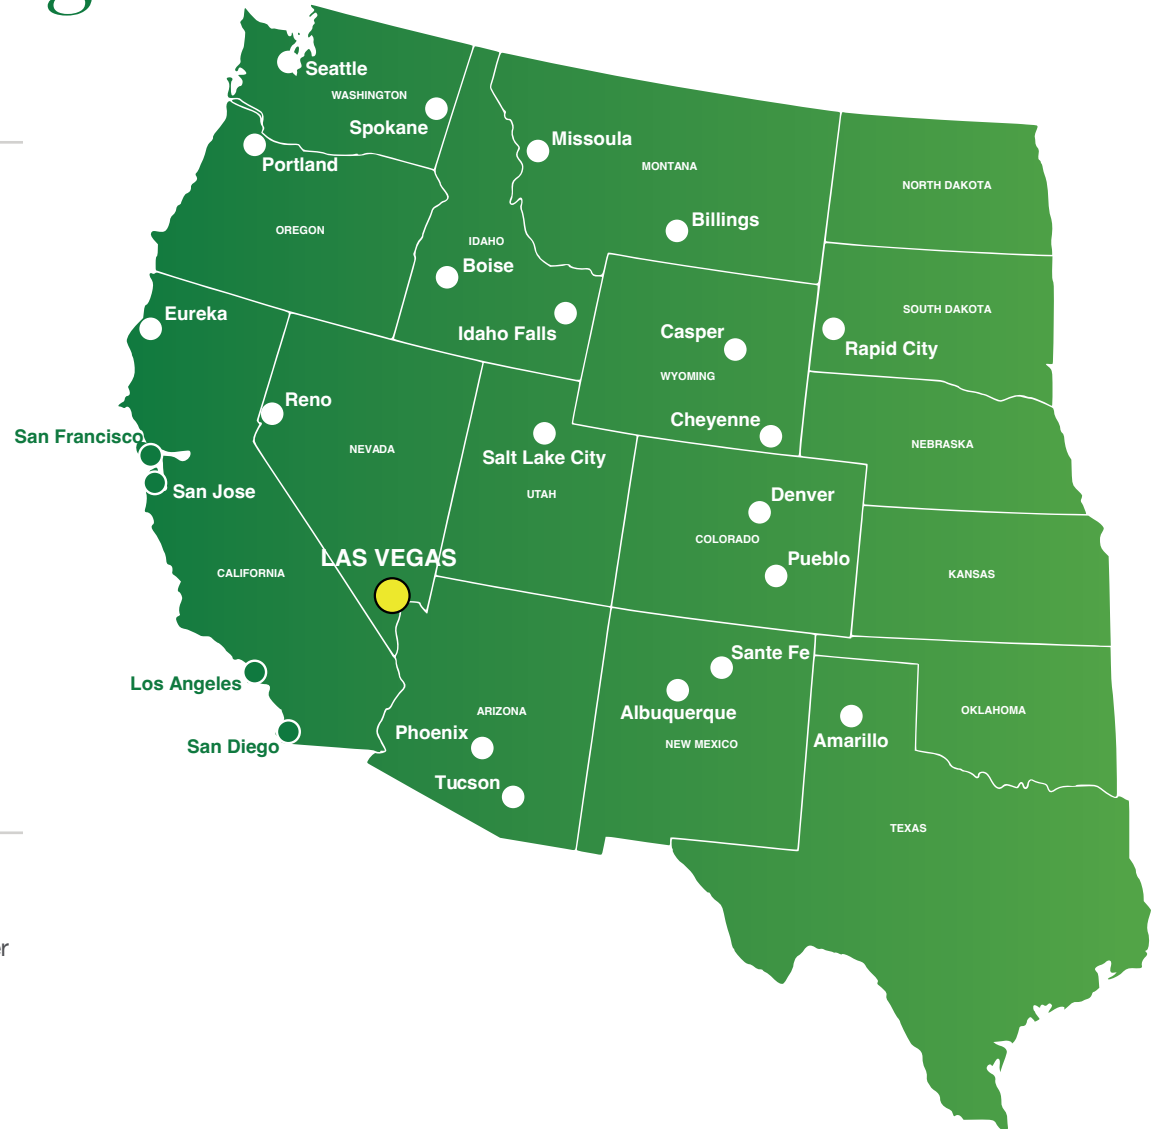 g
Seattle
WASHINGTON
Spokane
Missoula
Portland
MONTANA
NORTH DAKOTA
Billings
OREGON
IDAHO
Boise
Eureka
SOUTH DAKOTA
Idaho Falls
Casper
Rapid City
WYOMING
Reno
Cheyenne
San Francisco
NEBRASKA
NEVADA
Salt Lake City
San Jose
UTAH
Denver
COLORADO
LAS VEGAS
Pueblo
CALIFORNIA
KANSAS
Sante Fe
Los Angeles
ARIZONA
Albuquerque
OKLAHOMA
Phoenix
NEW MEXICO
Amarillo
San Diego
Tucson
TEXAS